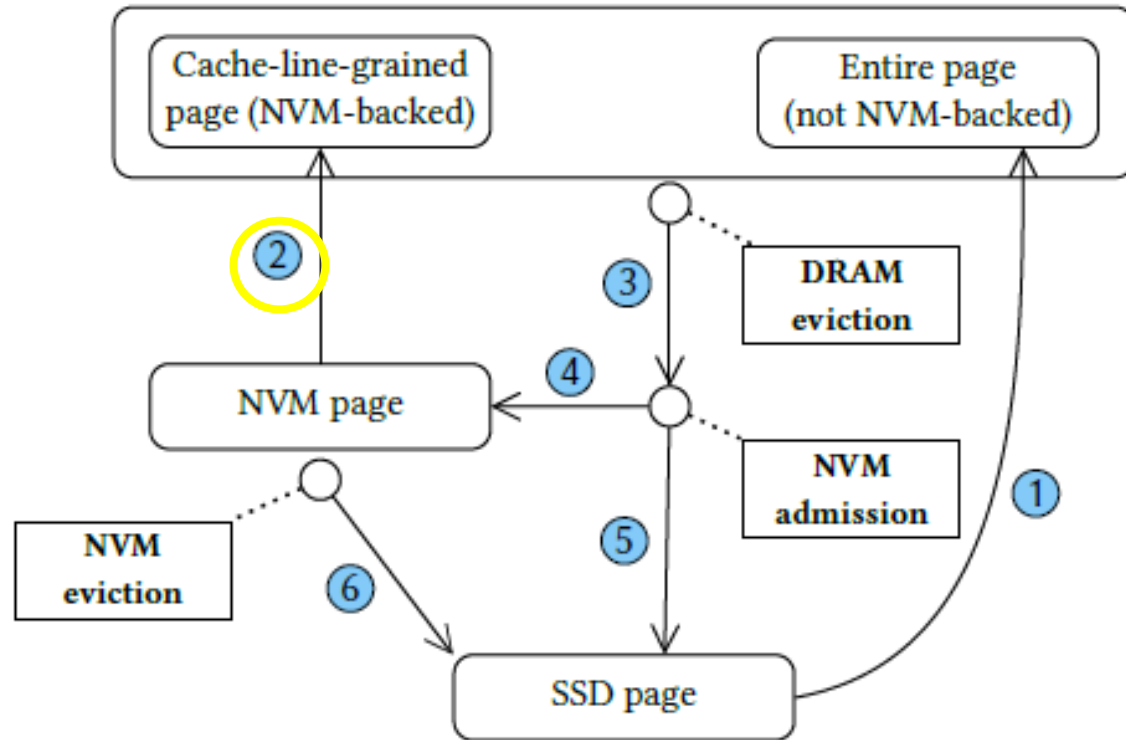 Cache-line-grained
page (NVM-backed)
Entire page
(not NVM-backed)
2
3
DRAM
eviction
NVM page
4
NVM
admission
1
NVM
eviction
5
6
SSD page